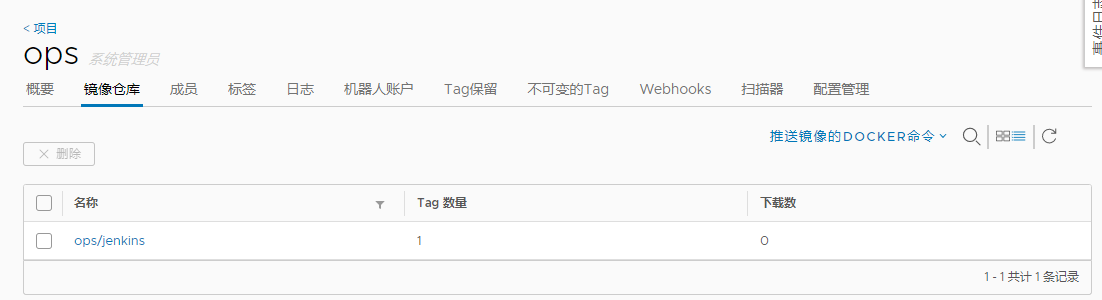 < 项目
ops 系统管理员
概要 镜像仓库 成员 标签 日志 机器人账户 Tag保留 不可变的Tag Webhooks 扫描器 配置管理
推送镜像的DOCKER命令
删除
名称 Tag 数量 下载数
ops/jenkins 1 0
1 - 1 共计 1 条记录